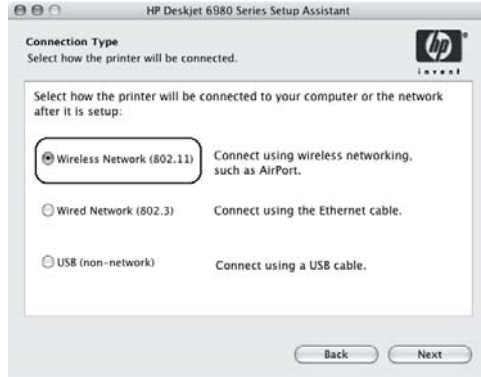 HP Deskjet 6980 Series Setup Assistant
Connection Type
Select how the printer will be connected.
hp
invent
Select how the printer will be connected to your computer or the network
after it is setup:
Wireless Network (802.11)
Connect using wireless networking,
such as AirPort.
Wired Network (802.3)
Connect using the Ethernet cable.
USB (non-network)
Connect using a USB cable.
Back
Next